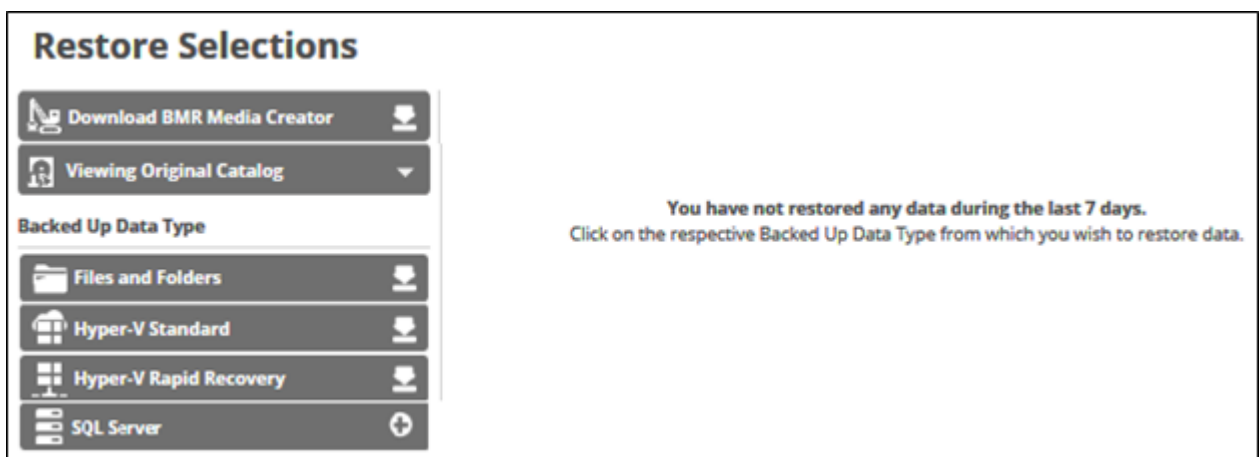 Restore Selections
Download BMR Media Creator
Viewing Original Catalog
Backed Up Data Type
Files and Folders
Hyper-V Standard
Hyper-V Rapid Recovery
SQL Server
You have not restored any data during the last 7 days.
Click on the respective Backed Up Data Type from which you wish to restore data.